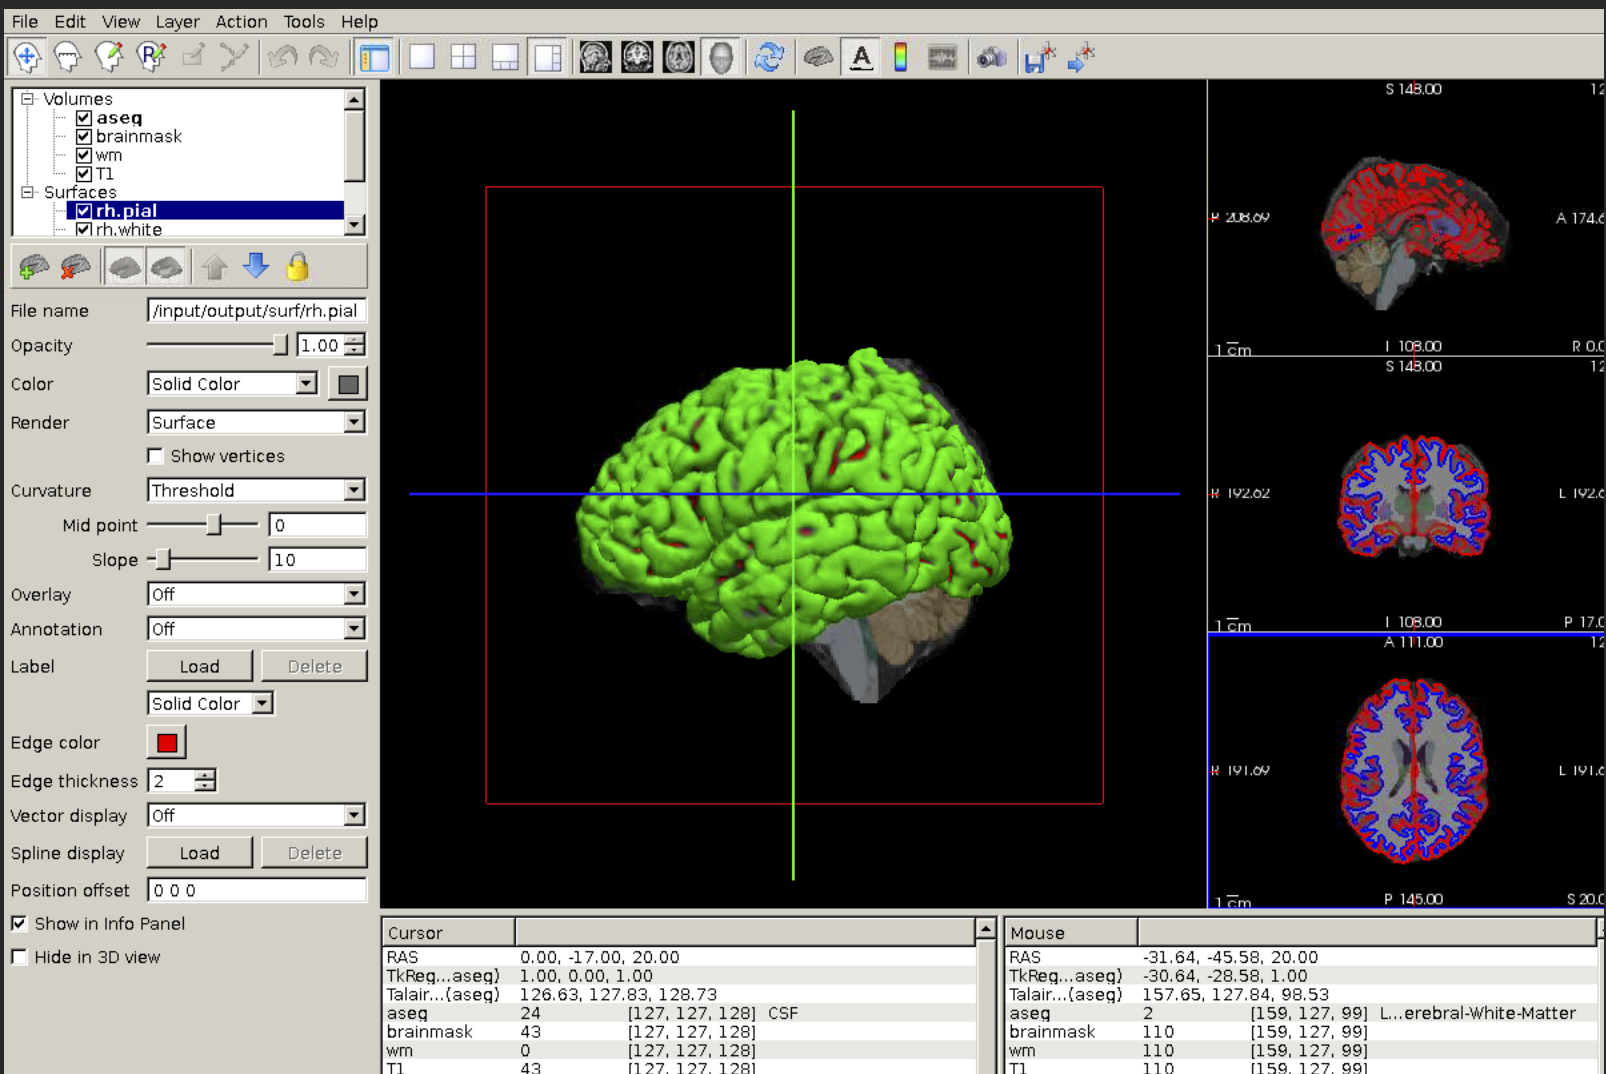 File Edit View Layer Action Tools Help
Volumes
aseg
brainmask
wm
T1
Surfaces
rh.pial
rh.white
File name /input/output/surf/rh.pial
Opacity 1.00
Color Solid Color
Render Surface
Show vertices
Curvature Threshold
Mid point 0
Slope 10
Overlay Off
Annotation Off
Label Load Delete
Solid Color
Edge color
Edge thickness 2
Vector display Off
Spline display Load Delete
Position offset 0 0 0
Show in Info Panel
Hide in 3D view
S 148.00 12
P 208.69 A 174.6
1 cm I 108.00 R 0.0
S 148.00 12
R 192.62 L 192.6
1 cm I 108.00 P 17.0
A 111.00 12
R 191.69 L 191.6
1 cm P 145.00 S 20.0
Cursor
RAS 0.00, -17.00, 20.00
TkReg...aseg) 1.00, 0.00, 1.00
Talair...(aseg) 126.63, 127.83, 128.73
aseg 24 [127, 127, 128] CSF
brainmask 43 [127, 127, 128]
wm 0 [127, 127, 128]
T1 43 [127, 127, 128]
Mouse
RAS -31.64, -45.58, 20.00
TkReg...aseg) -30.64, -28.58, 1.00
Talair...(aseg) 157.65, 127.84, 98.53
aseg 2 [159, 127, 99] L...erebral-White-Matter
brainmask 110 [159, 127, 99]
wm 110 [159, 127, 99]
T1 110 [159, 127, 99]